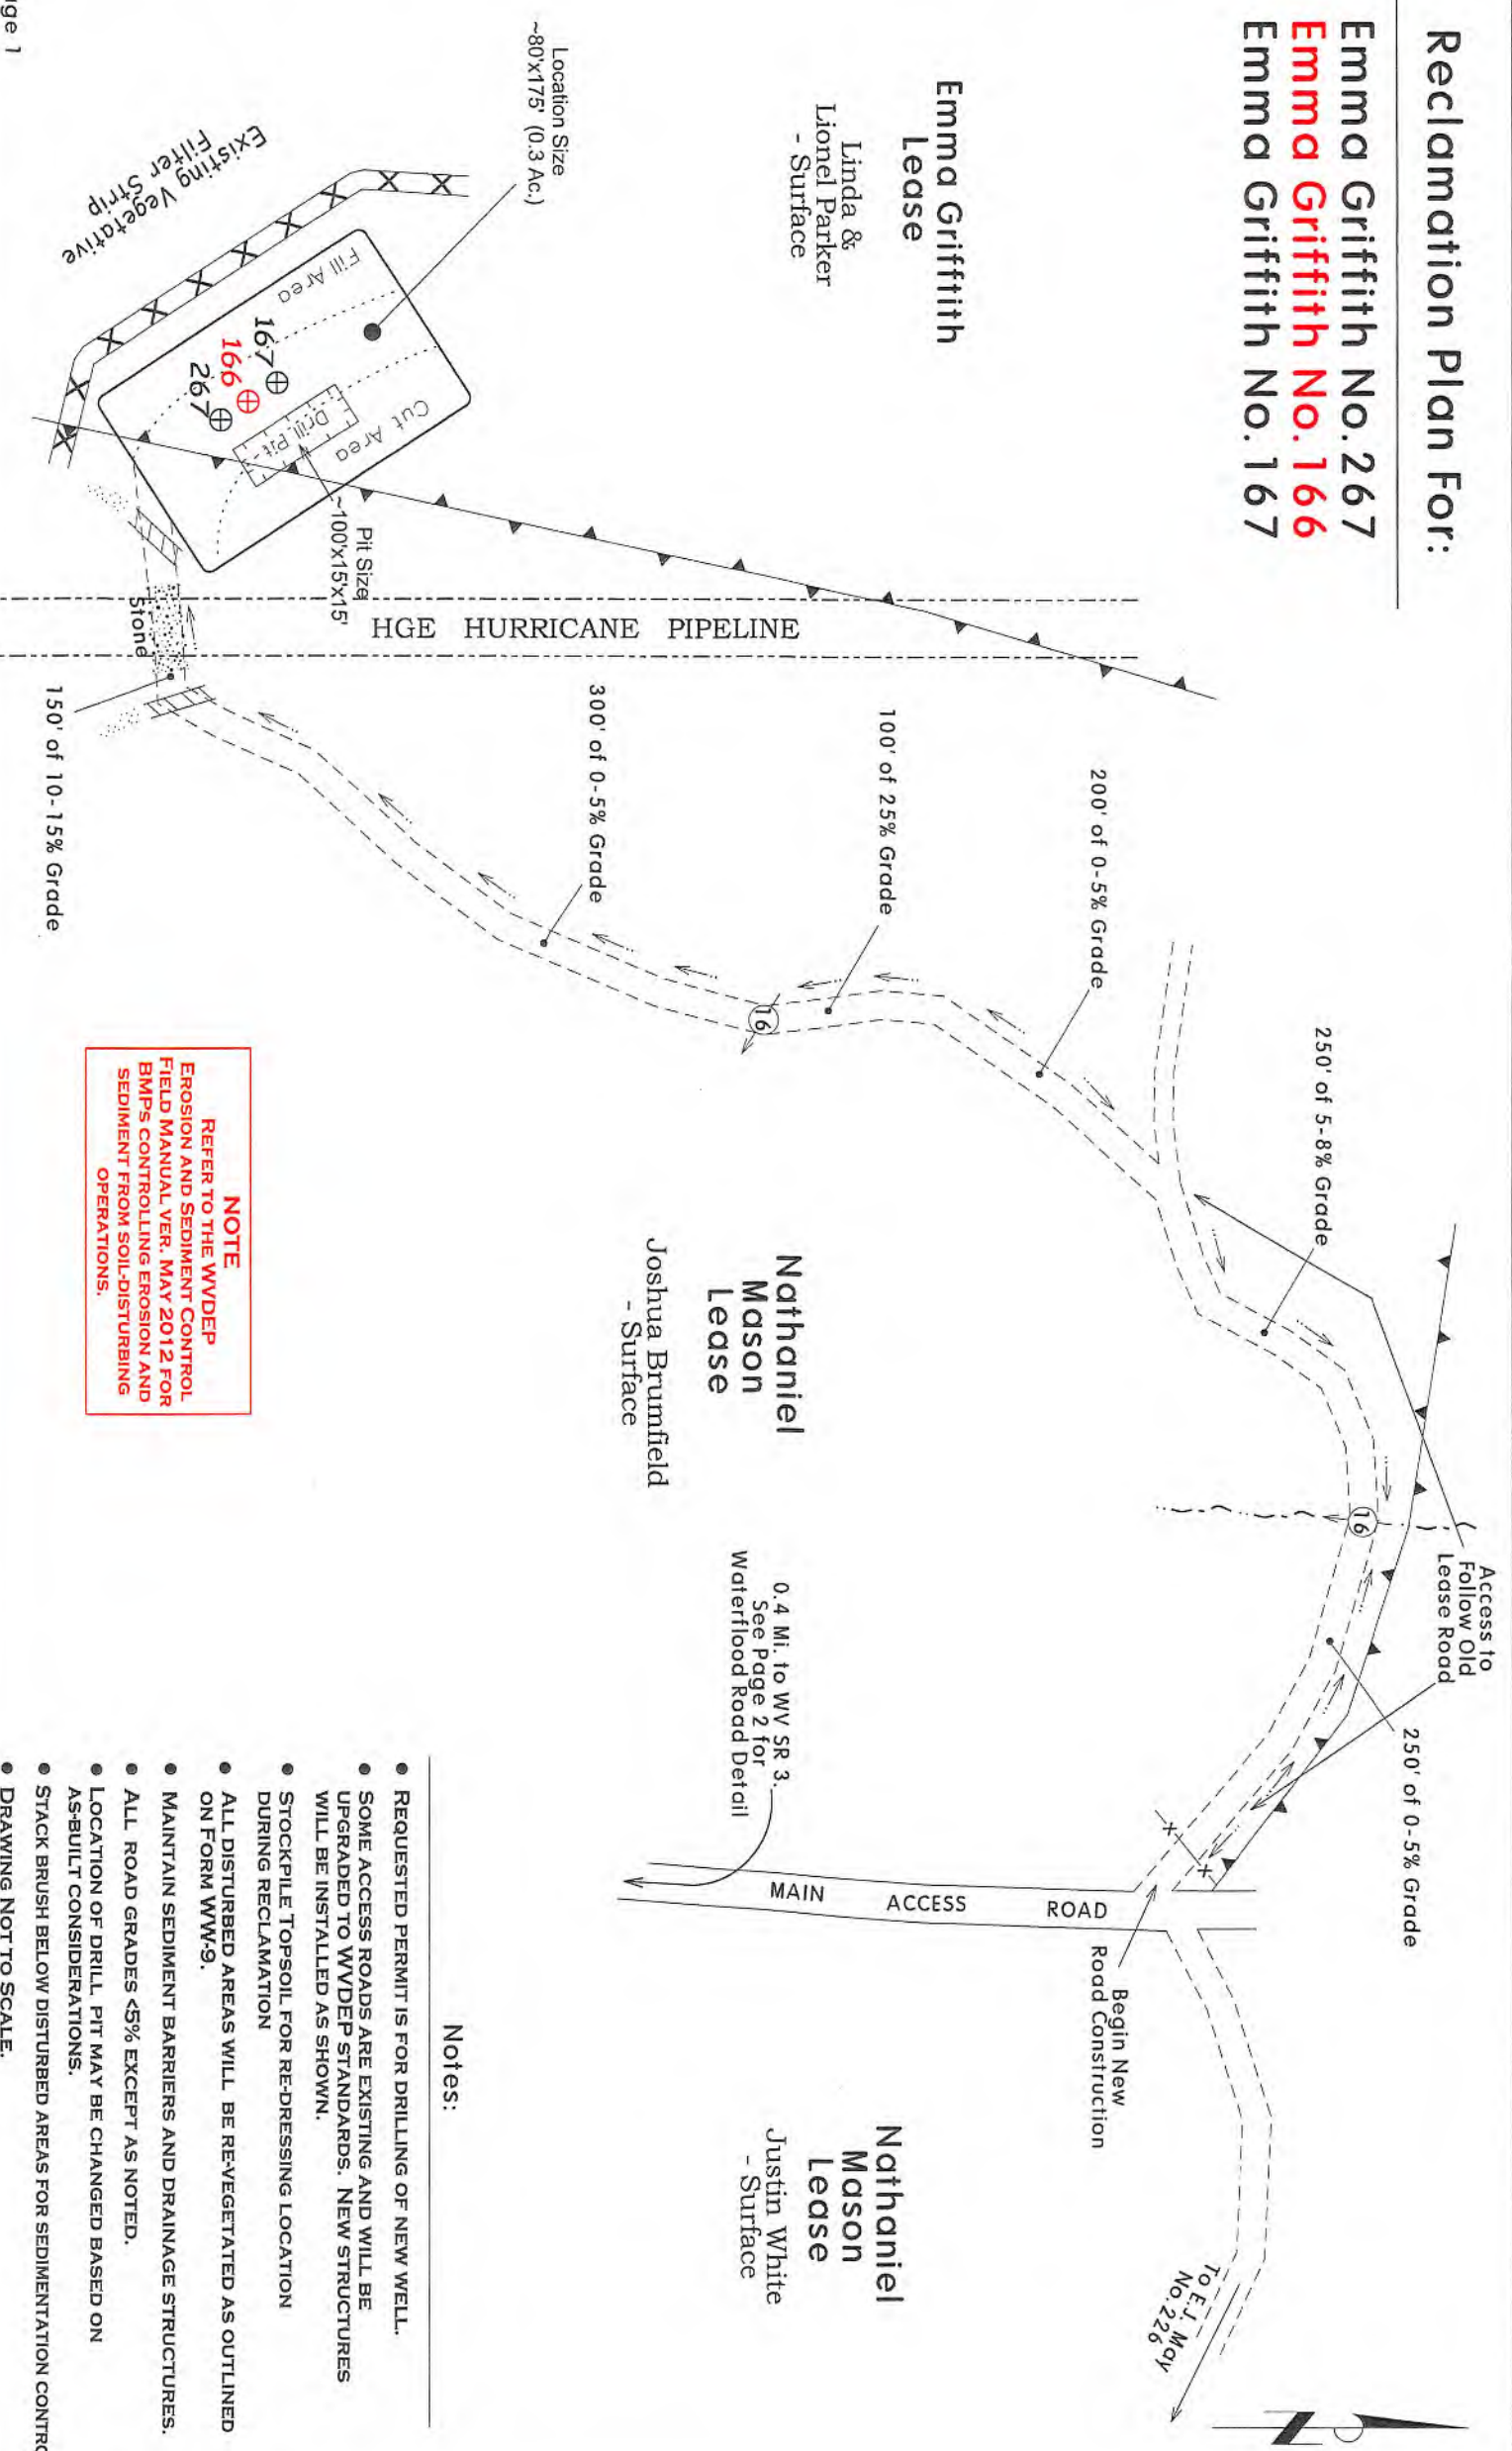 Reclamation Plan For:
Emma Griffith No. 267
Emma Griffith No. 166
Emma Griffith No. 167
Emma Grifftith
Lease
Linda &
Lionel Parker
- Surface
Location Size
~80'x175' (0.3 Ac.)
Existing Vegetative
Filter Strip
Fill Area
Cut Area
Drill Pit
167
166
267
Pit Size
~100'x15'x15'
HGE HURRICANE PIPELINE
Stone
150' of 10-15% Grade
300' of 0-5% Grade
100' of 25% Grade
200' of 0-5% Grade
250' of 5-8% Grade
16
16
Access to
Follow Old
Lease Road
250' of 0-5% Grade
Nathaniel
Mason
Lease
Joshua Brumfield
- Surface
0.4 Mi. to WV SR 3.
See Page 2 for
Waterflood Road Detail
MAIN ACCESS ROAD
Begin New
Road Construction
Nathaniel
Mason
Lease
Justin White
- Surface
To E.J. May
No. 226
N
NOTE
REFER TO THE WVDEP
EROSION AND SEDIMENT CONTROL
FIELD MANUAL VER. MAY 2012 FOR
BMPS CONTROLLING EROSION AND
SEDIMENT FROM SOIL-DISTURBING
OPERATIONS.
Notes:
● REQUESTED PERMIT IS FOR DRILLING OF NEW WELL.
● SOME ACCESS ROADS ARE EXISTING AND WILL BE
UPGRADED TO WVDEP STANDARDS. NEW STRUCTURES
WILL BE INSTALLED AS SHOWN.
● STOCKPILE TOPSOIL FOR RE-DRESSING LOCATION
DURING RECLAMATION
● ALL DISTURBED AREAS WILL BE RE-VEGETATED AS OUTLINED
ON FORM WW-9.
● MAINTAIN SEDIMENT BARRIERS AND DRAINAGE STRUCTURES.
● ALL ROAD GRADES <5% EXCEPT AS NOTED.
● LOCATION OF DRILL PIT MAY BE CHANGED BASED ON
AS-BUILT CONSIDERATIONS.
● STACK BRUSH BELOW DISTURBED AREAS FOR SEDIMENTATION CONTRO
● DRAWING NOT TO SCALE.
ge 1